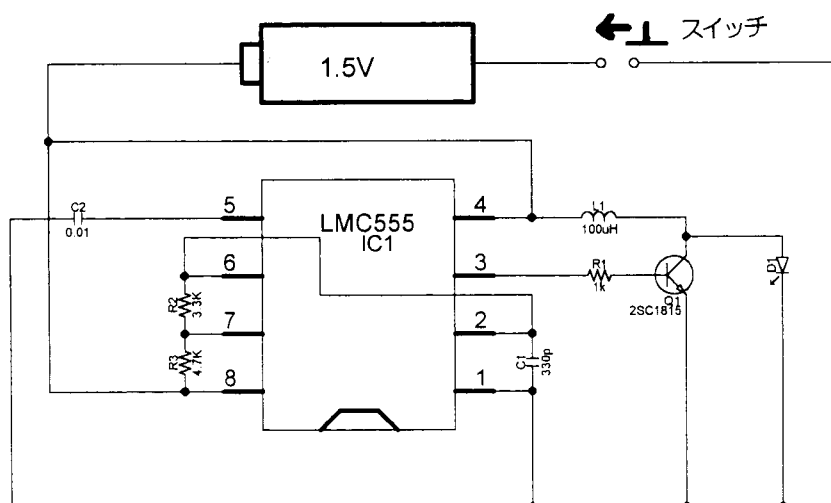 スイッチ
1.5V
C2
0.01
5
LMC555
IC1
4
L1
100uH
6
3
R1
1k
D1
R2
3.3K
Q1
2SC1815
7
2
R3
4.7K
C1
330p
8
1